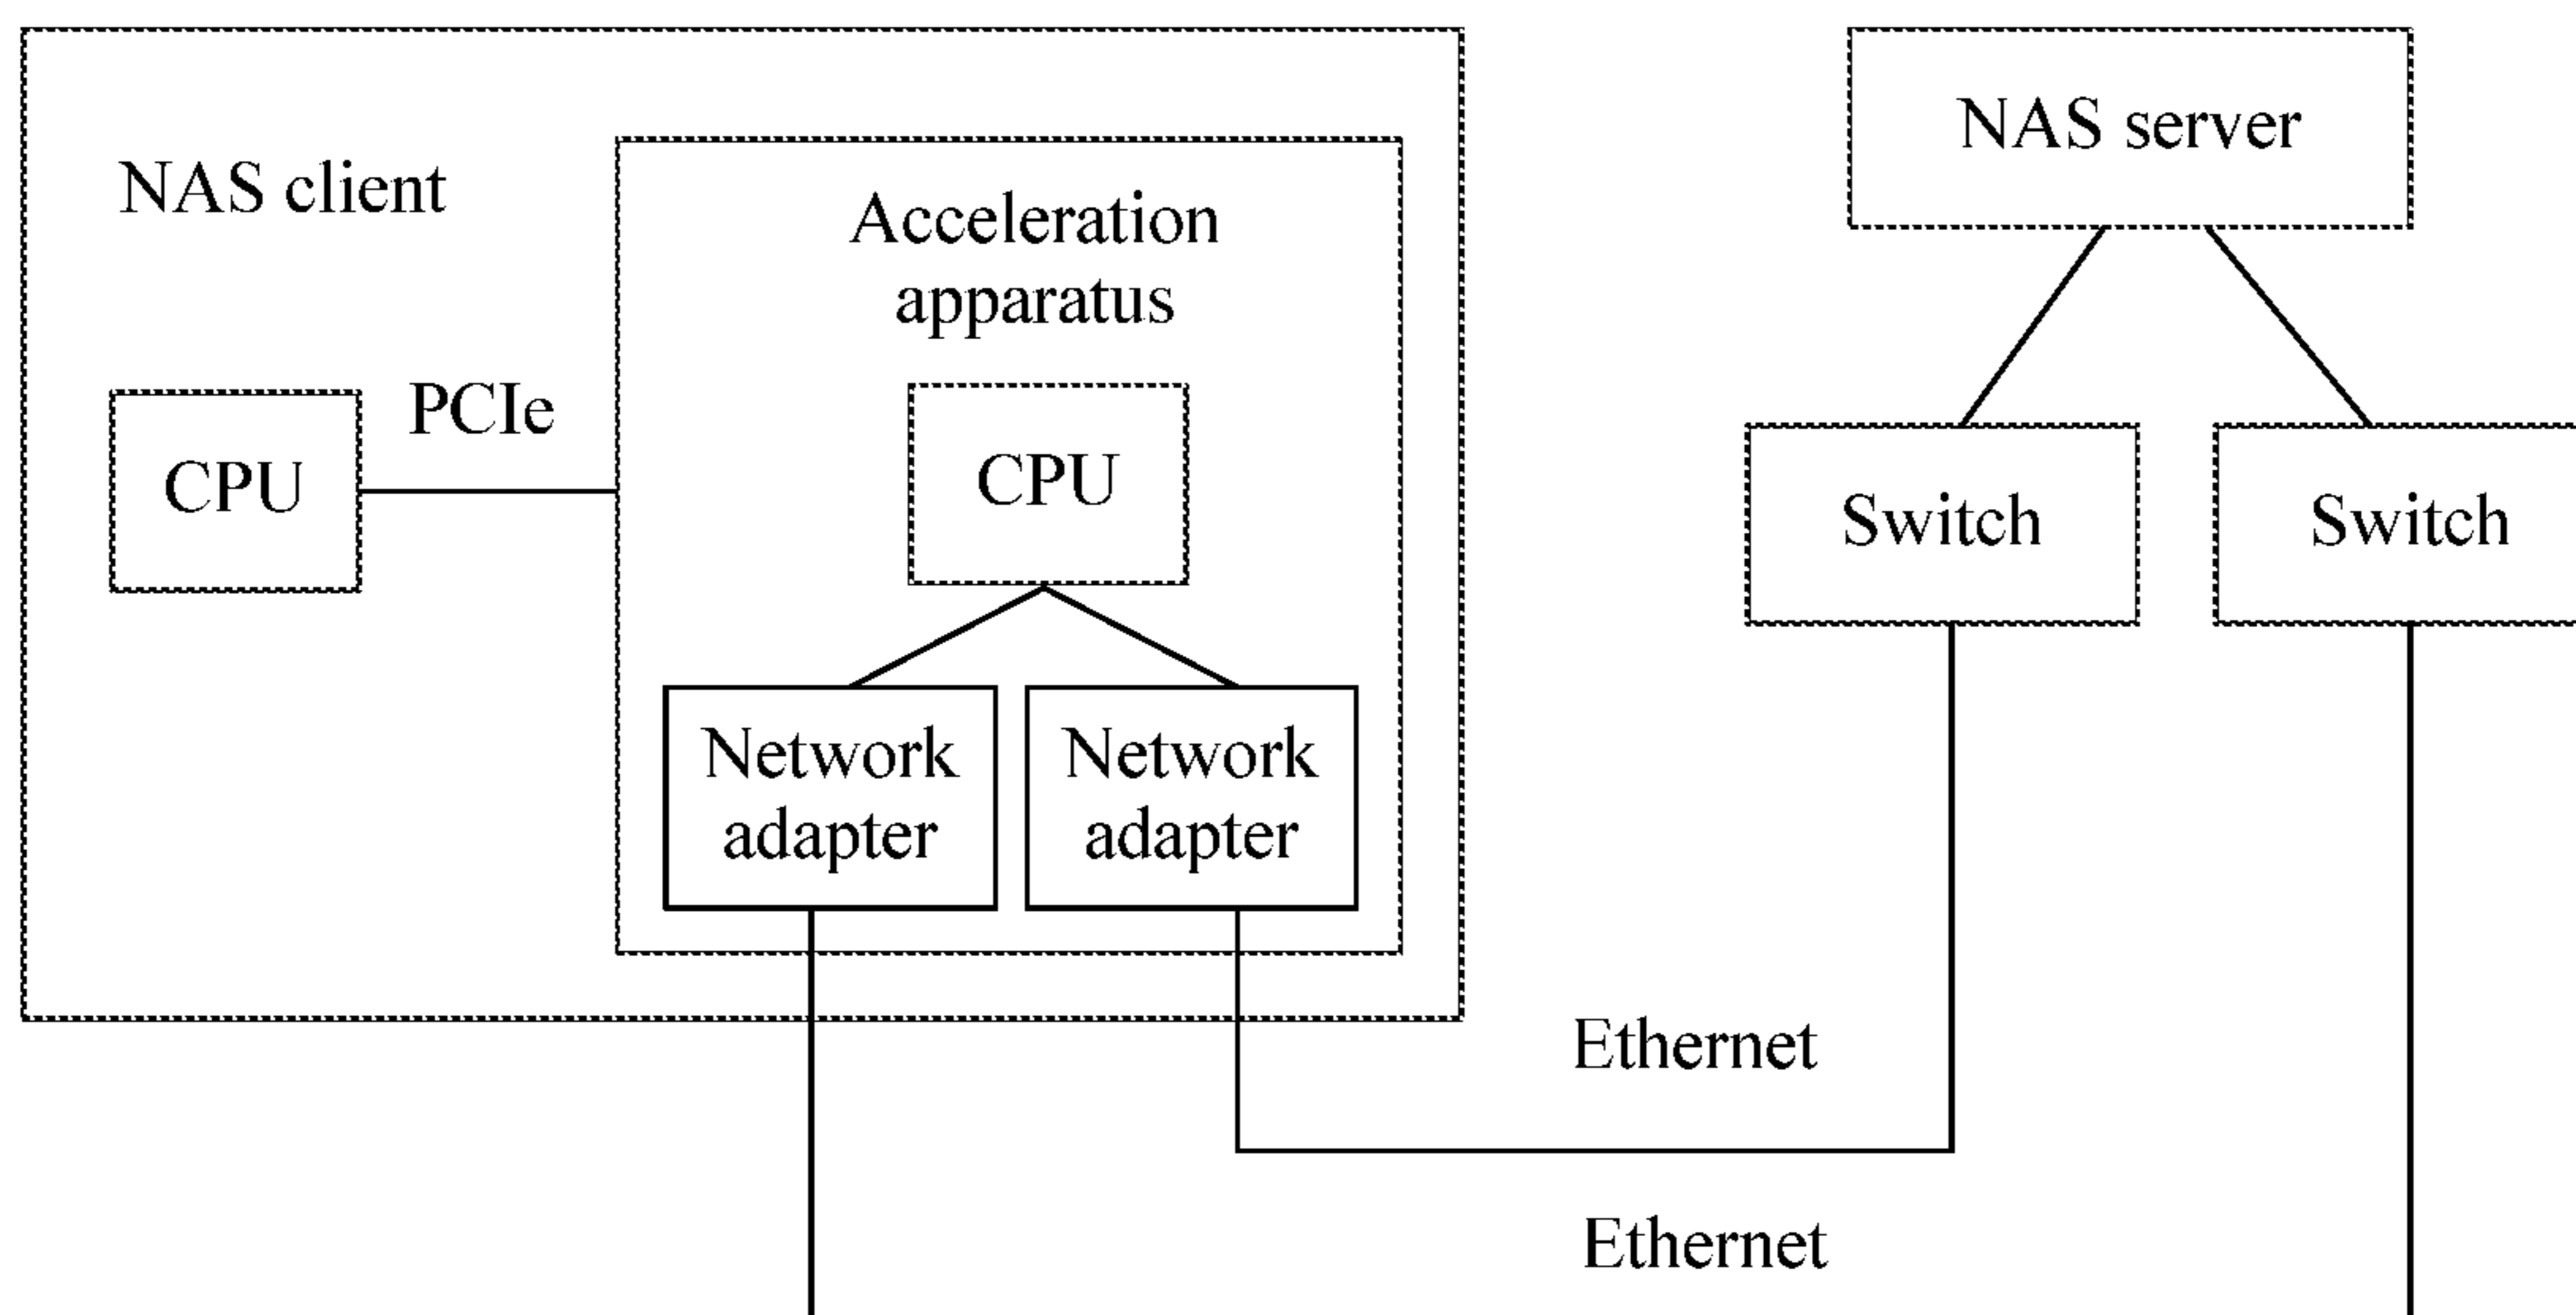 NAS client
Acceleration
apparatus
PCIe
CPU
CPU
Network
adapter
Network
adapter
NAS server
Switch
Switch
Ethernet
Ethernet